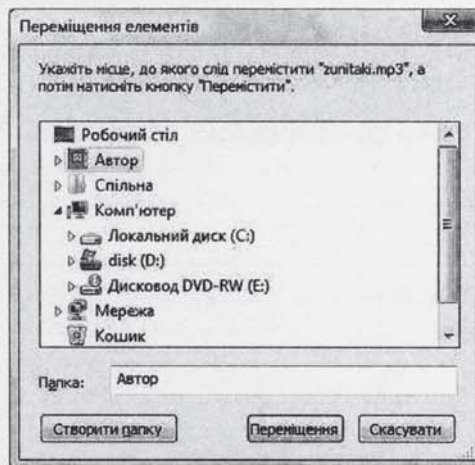 Переміщення елементів
Укажіть місце, до якого слід перемістити "zunitaki.mp3", а
потім натисніть кнопку "Перемістити".
Робочий стіл
Автор
Спільна
Комп'ютер
Локальний диск (C:)
disk (D:)
Дисковод DVD-RW (E:)
Мережа
Кошик
Папка: Автор
Створити папку Переміщення Скасувати